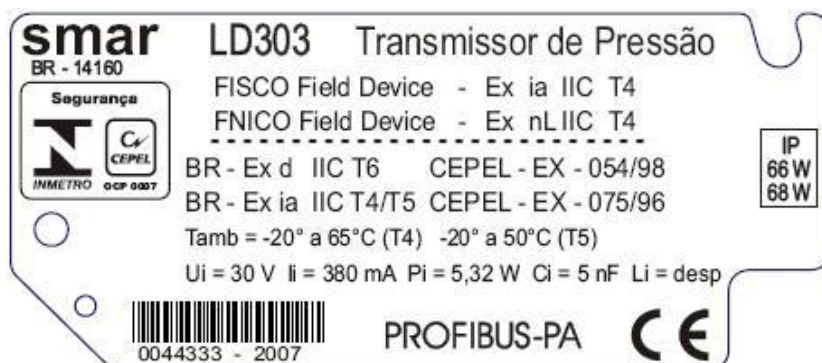 smar LD303 Transmissor de Pressão
BR - 14160
FISCO Field Device - Ex ia IIC T4
Segurança
FNICO Field Device - Ex nL IIC T4
CEPEL
INMETRO OCP 0007
IP
66 W
68 W
BR - Ex d IIC T6 CEPEL - EX - 054/98
BR - Ex ia IIC T4/T5 CEPEL - EX - 075/96
Tamb = -20° a 65°C (T4) -20° a 50°C (T5)
Ui = 30 V Ii = 380 mA Pi = 5,32 W Ci = 5 nF Li = desp
PROFIBUS-PA CE
0044333 - 2007